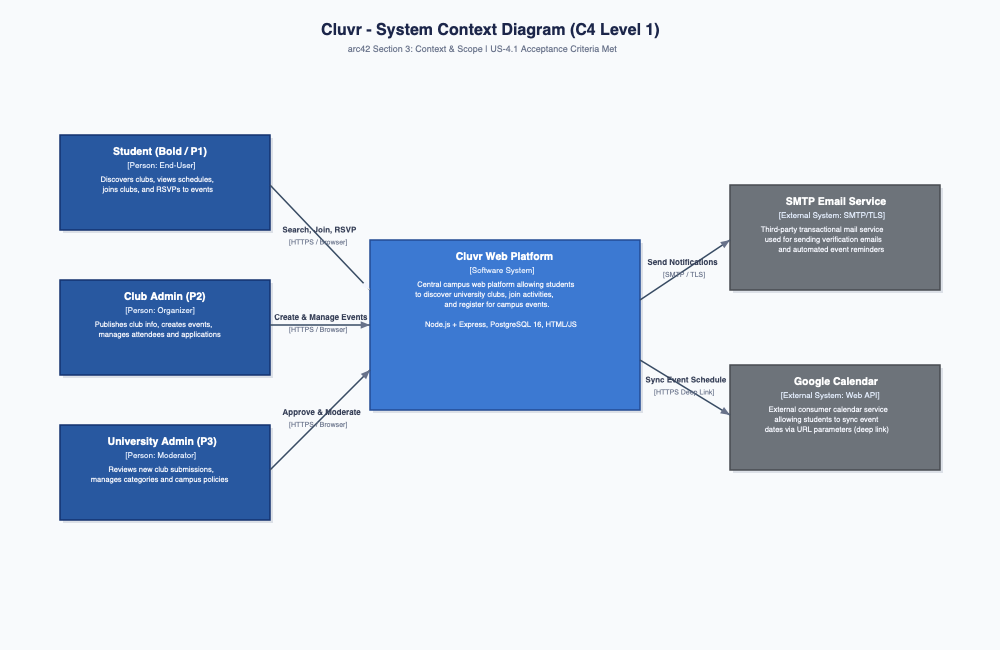 Cluvr - System Context Diagram (C4 Level 1)
arc42 Section 3: Context & Scope | US-4.1 Acceptance Criteria Met
Student (Bold / P1)
[Person: End-User]
Discovers clubs, views schedules,
joins clubs, and RSVPs to events
Search, Join, RSVP
[HTTPS / Browser]
Club Admin (P2)
[Person: Organizer]
Publishes club info, creates events,
manages attendees and applications
Create & Manage Events
[HTTPS / Browser]
University Admin (P3)
[Person: Moderator]
Reviews new club submissions,
manages categories and campus policies
Approve & Moderate
[HTTPS / Browser]
Cluvr Web Platform
[Software System]
Central campus web platform allowing students
to discover university clubs, join activities,
and register for campus events.
Node.js + Express, PostgreSQL 16, HTML/JS
Send Notifications
[SMTP / TLS]
SMTP Email Service
[External System: SMTP/TLS]
Third-party transactional mail service
used for sending verification emails
and automated event reminders
Sync Event Schedule
[HTTPS Deep Link]
Google Calendar
[External System: Web API]
External consumer calendar service
allowing students to sync event
dates via URL parameters (deep link)